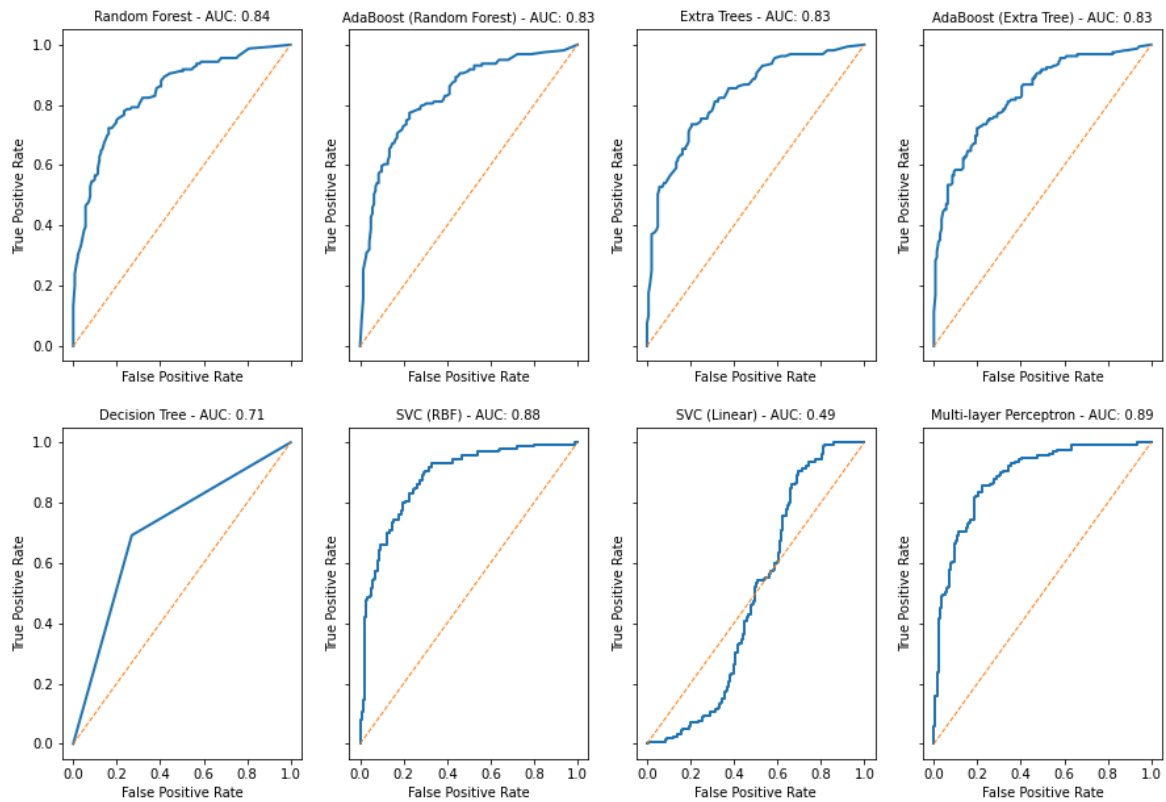 Random Forest - AUC: 0.84
AdaBoost (Random Forest) - AUC: 0.83
Extra Trees - AUC: 0.83
AdaBoost (Extra Tree) - AUC: 0.83
1.0
0.8
0.6
0.4
0.2
0.0
True Positive Rate
True Positive Rate
True Positive Rate
True Positive Rate
False Positive Rate
False Positive Rate
False Positive Rate
False Positive Rate
Decision Tree - AUC: 0.71
SVC (RBF) - AUC: 0.88
SVC (Linear) - AUC: 0.49
Multi-layer Perceptron - AUC: 0.89
1.0
0.8
0.6
0.4
0.2
0.0
True Positive Rate
True Positive Rate
True Positive Rate
True Positive Rate
0.0 0.2 0.4 0.6 0.8 1.0
0.0 0.2 0.4 0.6 0.8 1.0
0.0 0.2 0.4 0.6 0.8 1.0
0.0 0.2 0.4 0.6 0.8 1.0
False Positive Rate
False Positive Rate
False Positive Rate
False Positive Rate